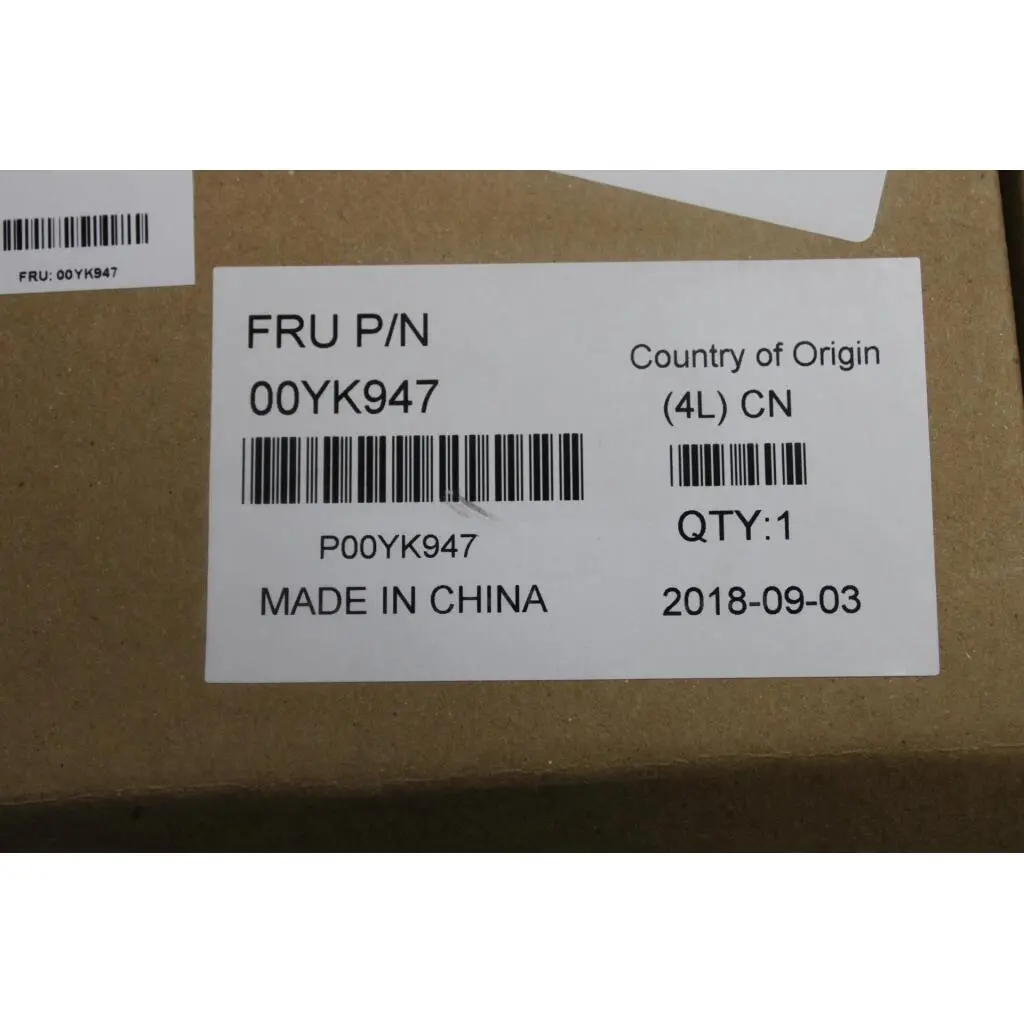 FRU: 00YK947
FRU P/N
00YK947
P00YK947
MADE IN CHINA
Country of Origin
(4L) CN
QTY:1
2018-09-03